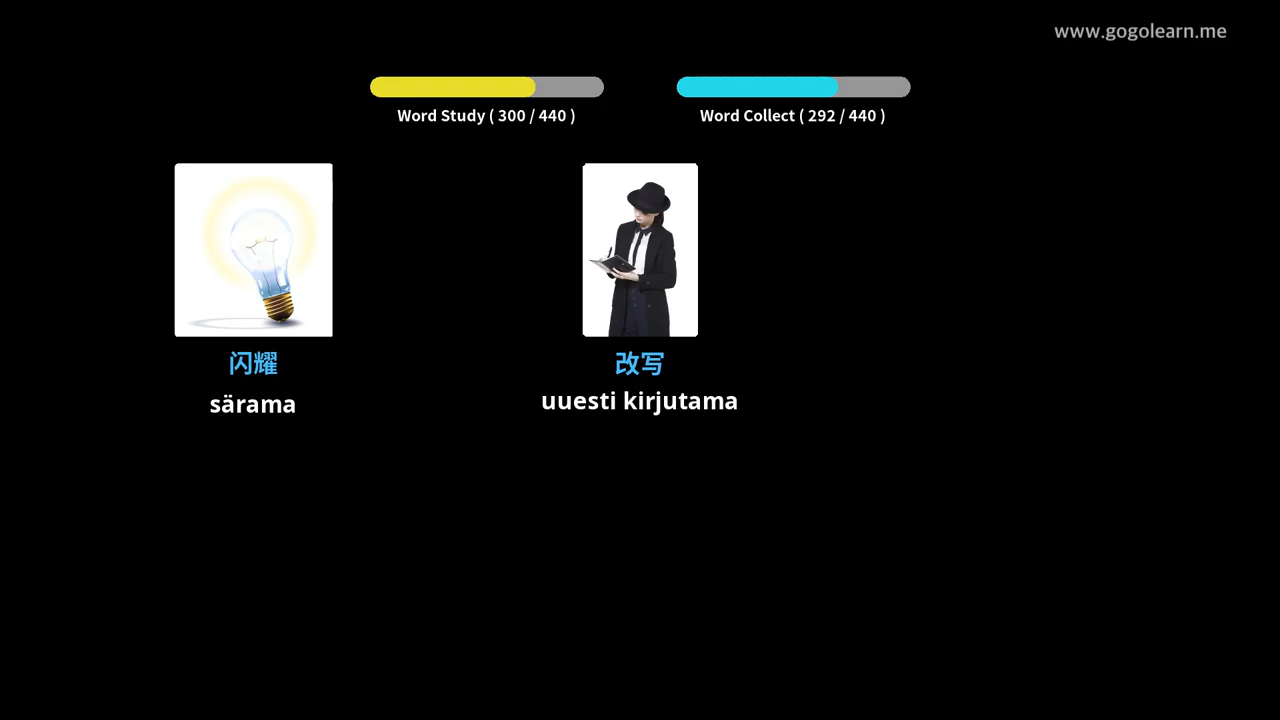 www.gogolearn.me
Word Study ( 300 / 440 )
Word Collect ( 292 / 440 )
闪耀
särama
改写
uuesti kirjutama